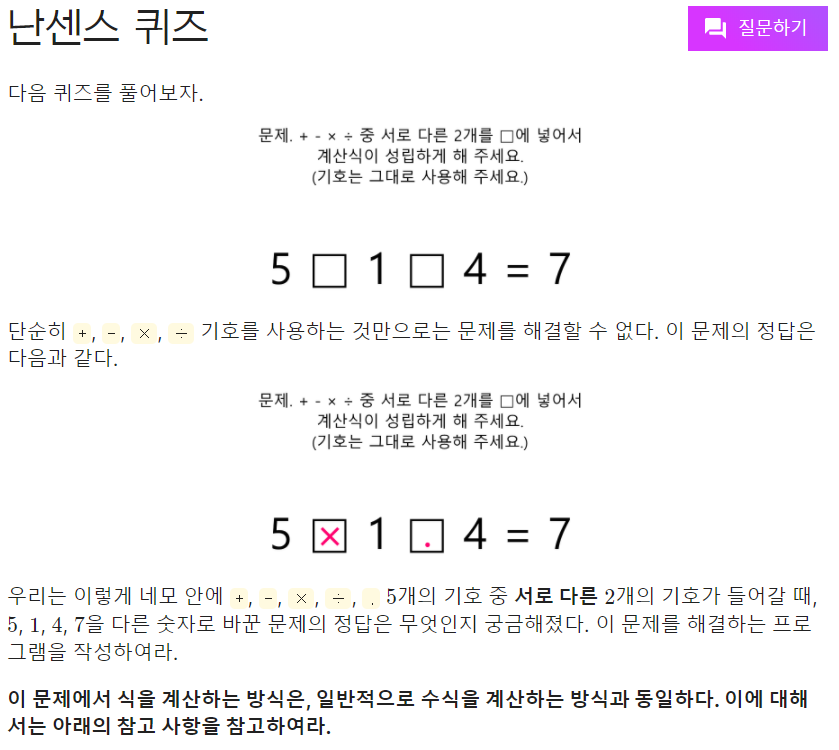 난센스 퀴즈
질문하기
다음 퀴즈를 풀어보자.
문제. + - × ÷ 중 서로 다른 2개를 □에 넣어서
계산식이 성립하게 해 주세요.
(기호는 그대로 사용해 주세요.)
5 □ 1 □ 4 = 7
단순히 +, -, ×, ÷ 기호를 사용하는 것만으로는 문제를 해결할 수 없다. 이 문제의 정답은
다음과 같다.
문제. + - × ÷ 중 서로 다른 2개를 □에 넣어서
계산식이 성립하게 해 주세요.
(기호는 그대로 사용해 주세요.)
5 × 1 . 4 = 7
우리는 이렇게 네모 안에 +, -, ×, ÷, . 5개의 기호 중 서로 다른 2개의 기호가 들어갈 때,
5, 1, 4, 7을 다른 숫자로 바꾼 문제의 정답은 무엇인지 궁금해졌다. 이 문제를 해결하는 프로
그램을 작성하여라.
이 문제에서 식을 계산하는 방식은, 일반적으로 수식을 계산하는 방식과 동일하다. 이에 대해
서는 아래의 참고 사항을 참고하여라.